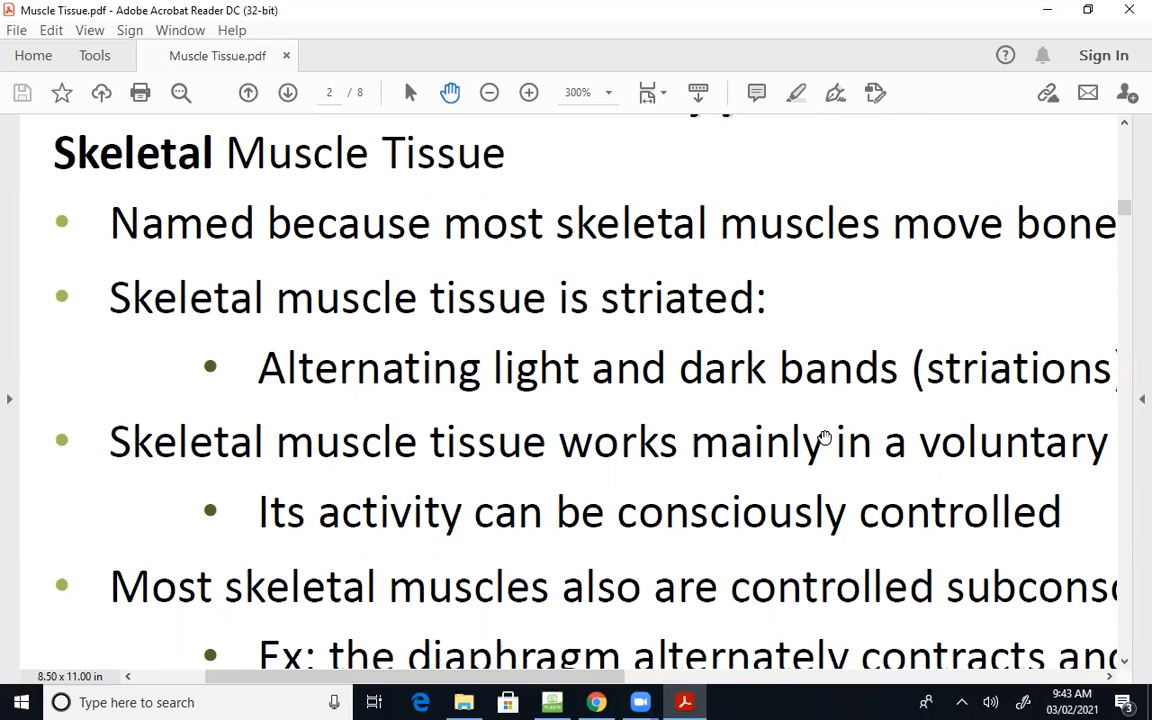 Muscle Tissue.pdf - Adobe Acrobat Reader DC (32-bit)
File Edit View Sign Window Help
Home Tools Muscle Tissue.pdf × Sign In
2 / 8 300%
Skeletal Muscle Tissue
• Named because most skeletal muscles move bone
• Skeletal muscle tissue is striated:
• Alternating light and dark bands (striations)
• Skeletal muscle tissue works mainly in a voluntary
• Its activity can be consciously controlled
• Most skeletal muscles also are controlled subconsc
• Ex: the diaphragm alternately contracts and
8.50 x 11.00 in
Type here to search
9:43 AM
03/02/2021
3